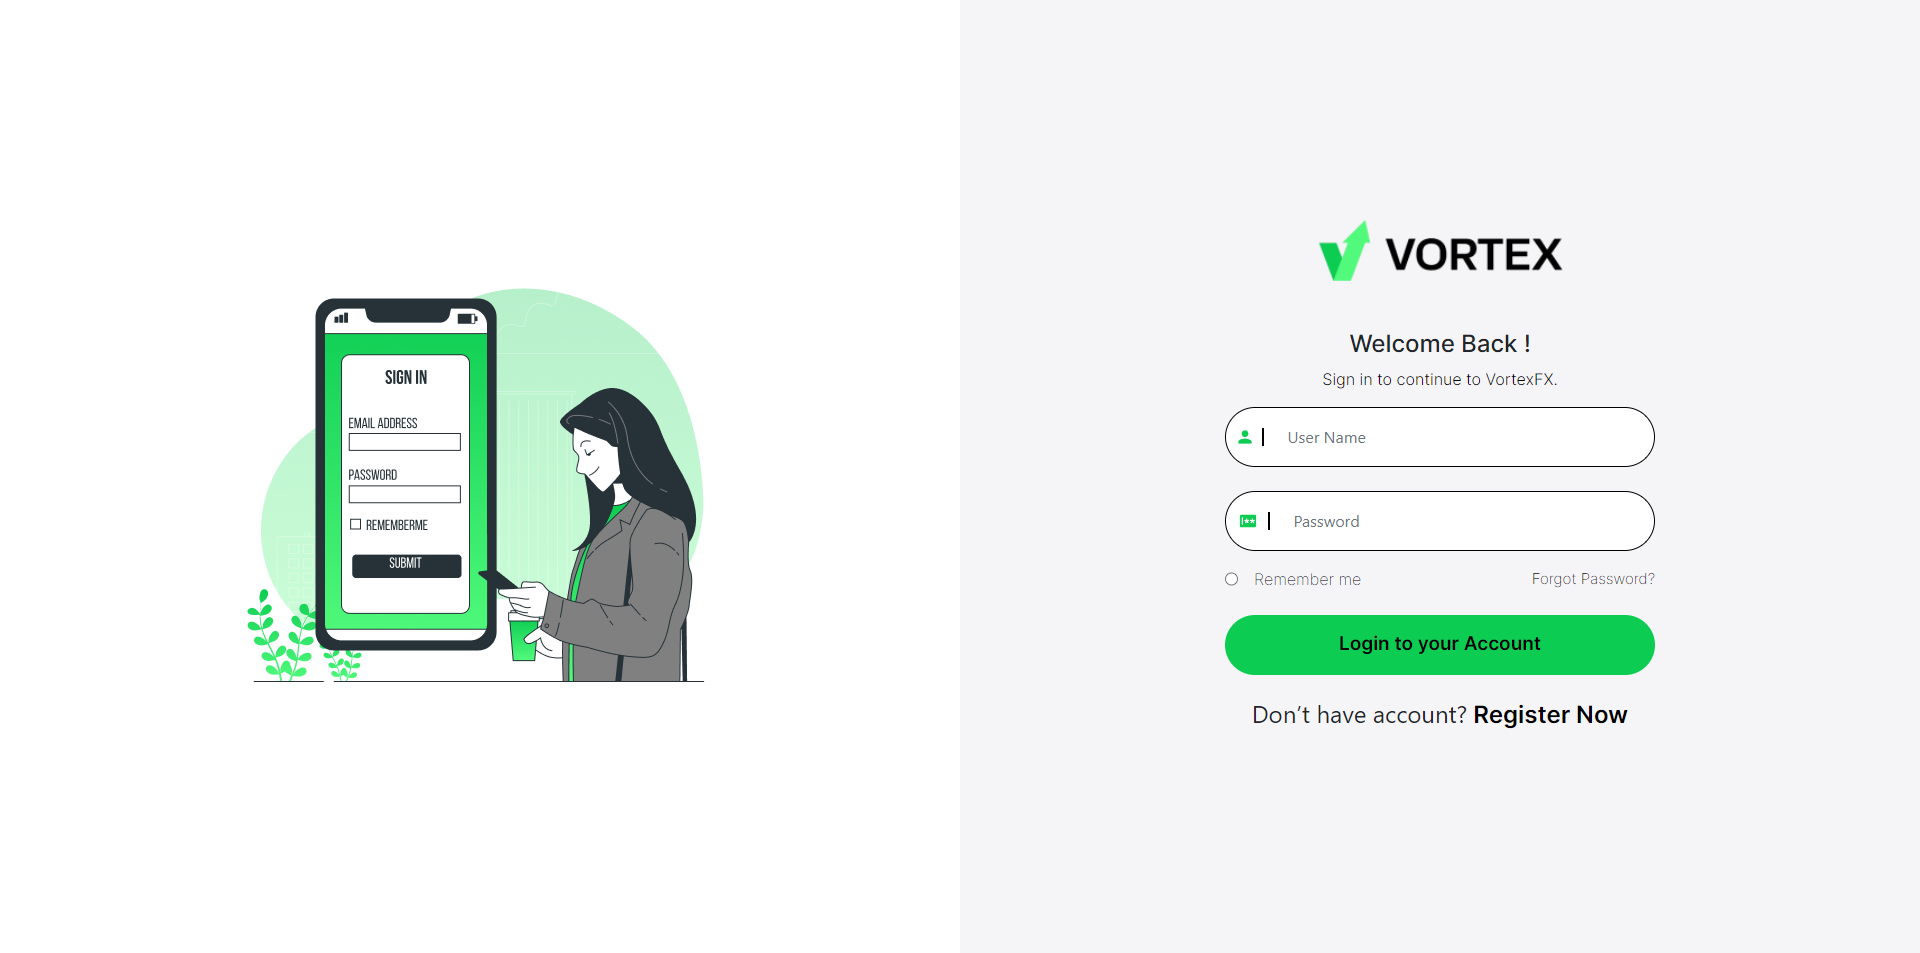 SIGN IN
EMAIL ADDRESS
PASSWORD
REMEMBERME
SUBMIT
VORTEX
Welcome Back !
Sign in to continue to VortexFX.
User Name
Password
Remember me
Forgot Password?
Login to your Account
Don’t have account? Register Now